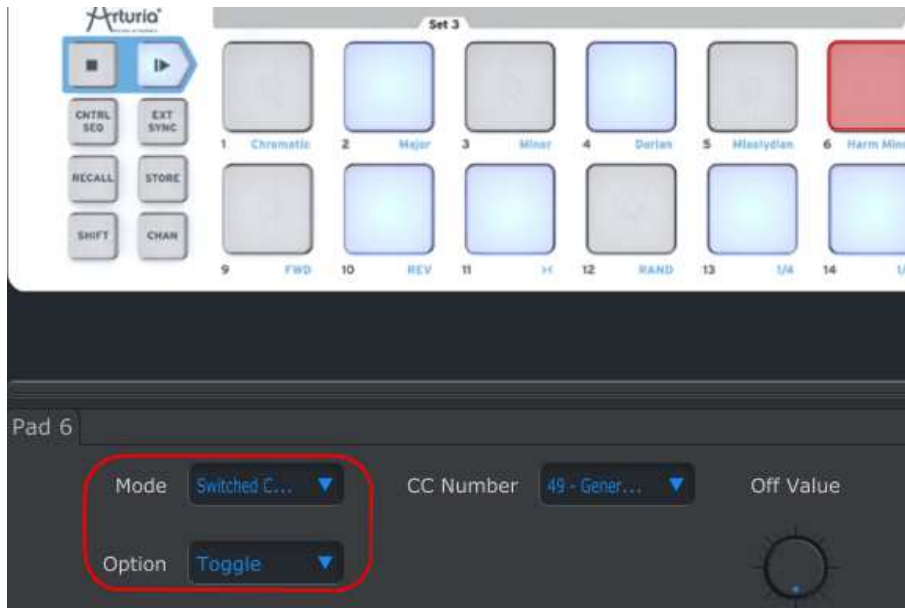 Arturia
Set 3
CNTRL SEQ
EXT SYNC
1 Chromatic 2 Major 3 Minor 4 Dorian 5 Mixolydian 6 Harm Min
RECALL STORE
SHIFT CHAN
9 FWD 10 REV 11 >< 12 RAND 13 1/4 14
Pad 6
Mode Switched C... CC Number 49 - Gener... Off Value
Option Toggle